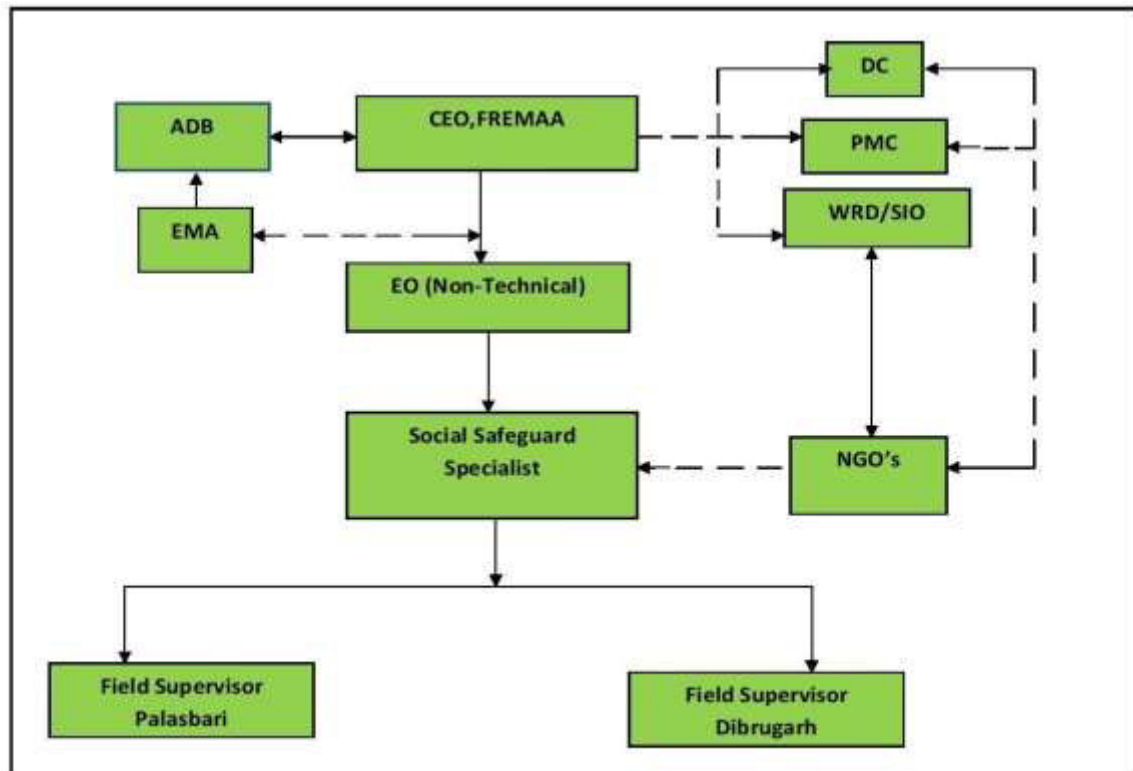 DC
ADB
CEO,FREMAA
PMC
EMA
WRD/SIO
EO (Non-Technical)
Social Safeguard
Specialist
NGO's
Field Supervisor
Palasbari
Field Supervisor
Dibrugarh